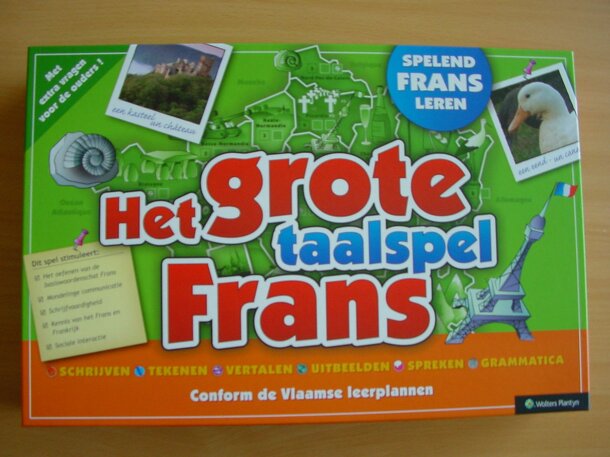 Met
extra vragen
voor de ouders!
een kasteel
un château
SPELEND
FRANS
LEREN
een eend - un cana
Het grote
taalspel
Frans
Dit spel stimuleert:
Het oefenen van de
basiswoordenschat Frans
Mondelinge communicatie
Schrijfvaardigheid
Kennis van het Frans en
Frankrijk
Sociale interactie
SCHRIJVEN TEKENEN VERTALEN UITBEELDEN SPREKEN GRAMMATICA
Conform de Vlaamse leerplannen
Wolters Plantyn